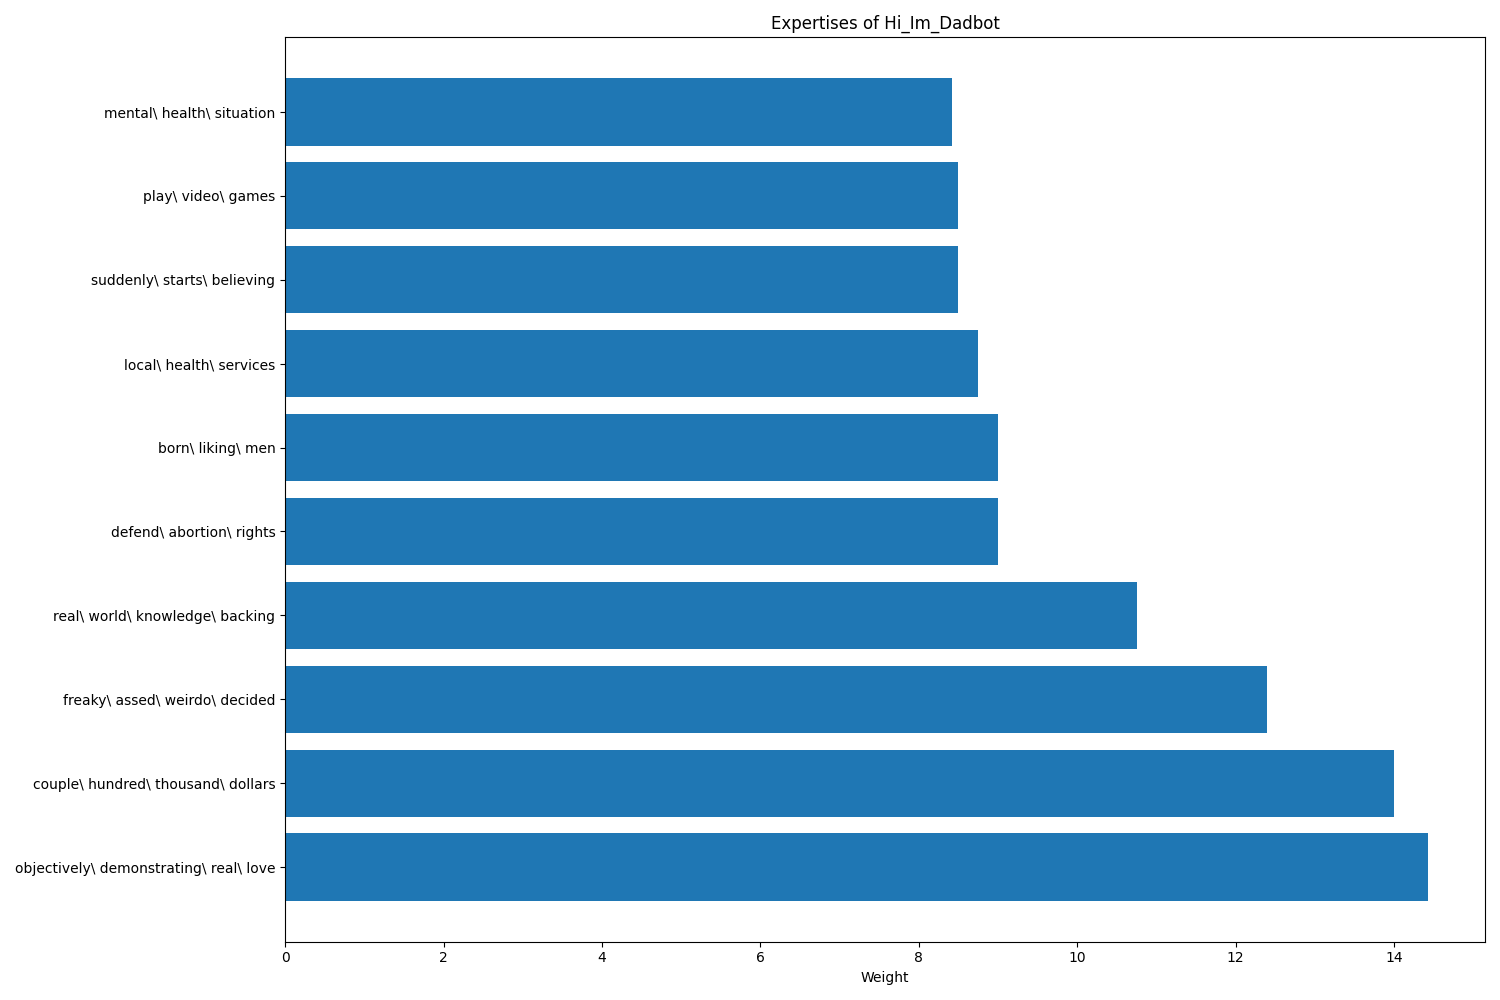 Expertises of Hi_Im_Dadbot
mental\ health\ situation
play\ video\ games
suddenly\ starts\ believing
local\ health\ services
born\ liking\ men
defend\ abortion\ rights
real\ world\ knowledge\ backing
freaky\ assed\ weirdo\ decided
couple\ hundred\ thousand\ dollars
objectively\ demonstrating\ real\ love
0 2 4 6 8 10 12 14
Weight